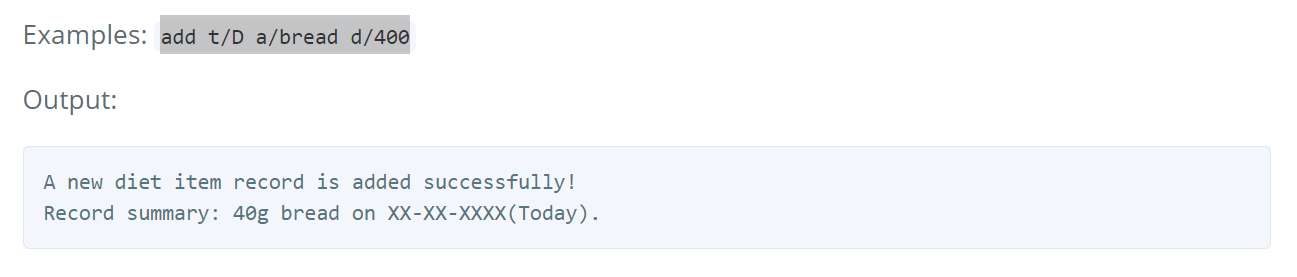 Examples: add t/D a/bread d/400
Output:
A new diet item record is added successfully!
Record summary: 40g bread on XX-XX-XXXX(Today).